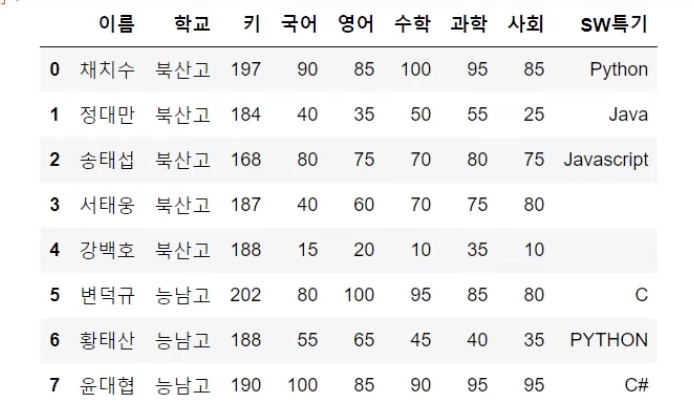 이름 학교 키 국어 영어 수학 과학 사회 SW특기
0 채치수 북산고 197 90 85 100 95 85 Python
1 정대만 북산고 184 40 35 50 55 25 Java
2 송태섭 북산고 168 80 75 70 80 75 Javascript
3 서태웅 북산고 187 40 60 70 75 80
4 강백호 북산고 188 15 20 10 35 10
5 변덕규 능남고 202 80 100 95 85 80 C
6 황태산 능남고 188 55 65 45 40 35 PYTHON
7 윤대협 능남고 190 100 85 90 95 95 C#